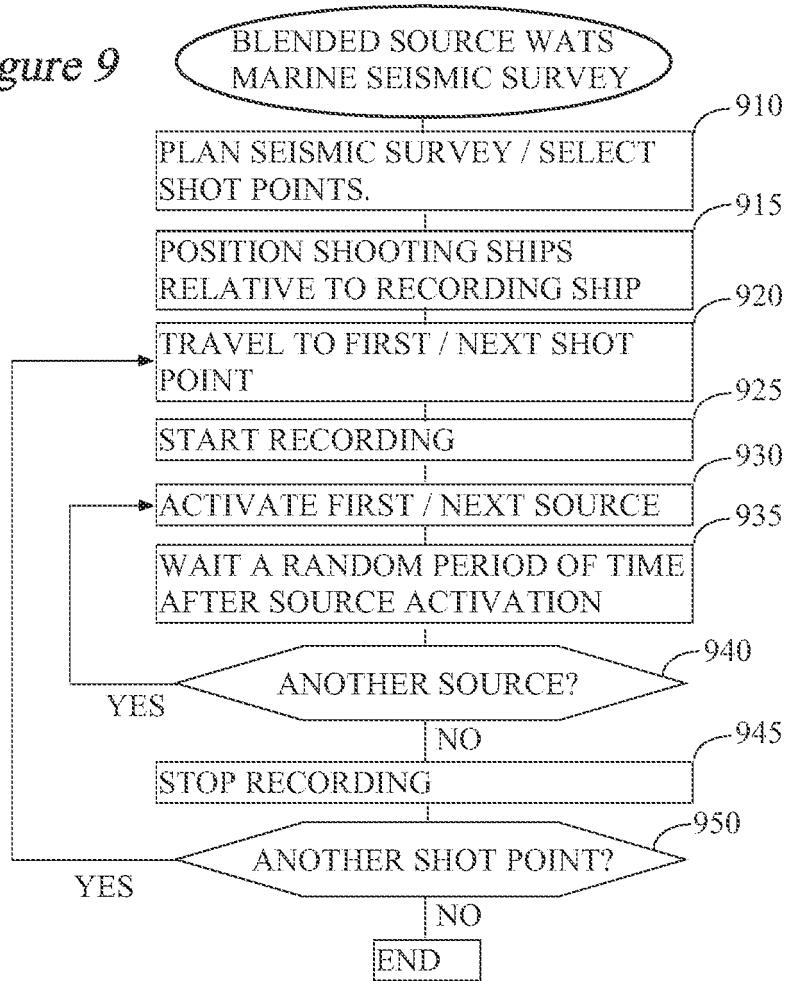 gure 9
BLENDED SOURCE WATS
MARINE SEISMIC SURVEY
910
PLAN SEISMIC SURVEY / SELECT
SHOT POINTS.
915
POSITION SHOOTING SHIPS
RELATIVE TO RECORDING SHIP
920
TRAVEL TO FIRST / NEXT SHOT
POINT
925
START RECORDING
930
ACTIVATE FIRST / NEXT SOURCE
935
WAIT A RANDOM PERIOD OF TIME
AFTER SOURCE ACTIVATION
940
ANOTHER SOURCE?
YES
NO
945
STOP RECORDING
950
ANOTHER SHOT POINT?
YES
NO
END